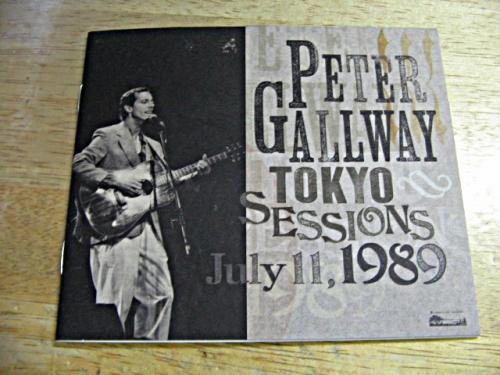 PETER
GALLWAY
TOKYO
SESSIONS
July 11, 1989